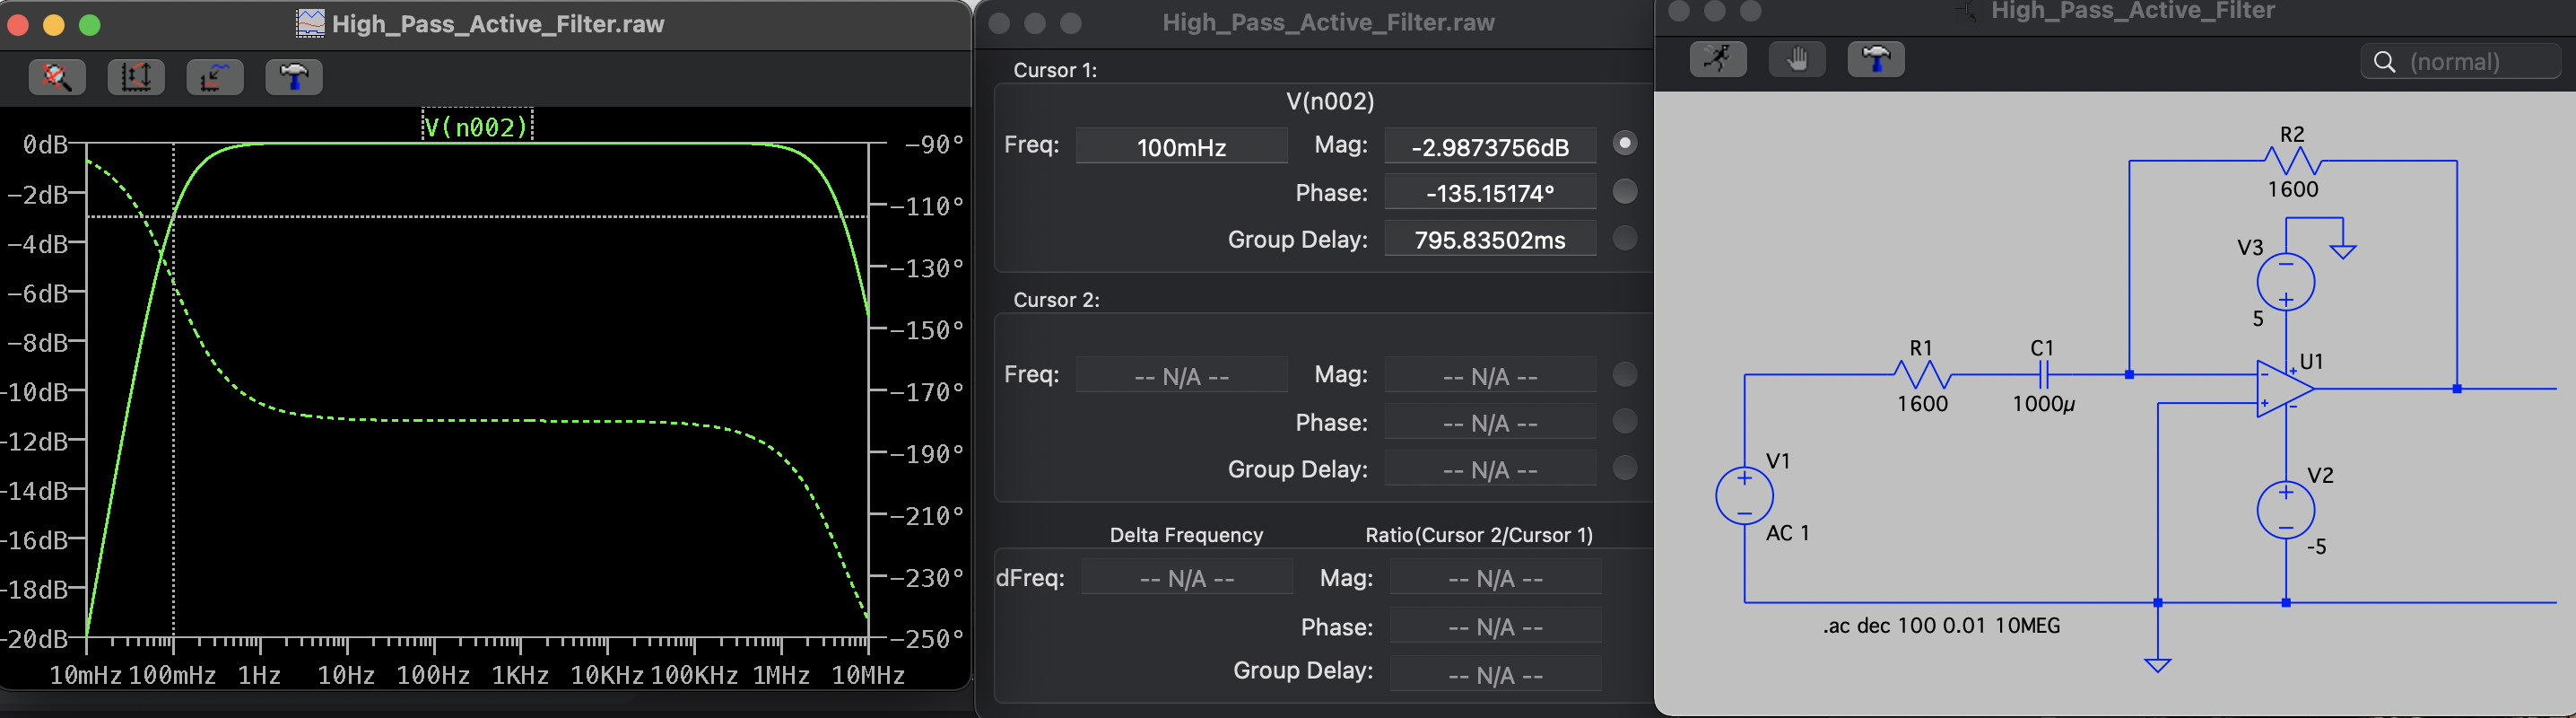 High_Pass_Active_Filter.raw
V(n002)
0dB
−2dB
−4dB
−6dB
−8dB
−10dB
−12dB
−14dB
−16dB
−18dB
−20dB
−90°
−110°
−130°
−150°
−170°
−190°
−210°
−230°
−250°
10mHz 100mHz 1Hz 10Hz 100Hz 1KHz 10KHz 100KHz 1MHz 10MHz
High_Pass_Active_Filter.raw
Cursor 1:
V(n002)
Freq: 100mHz Mag: -2.9873756dB
Phase: -135.15174°
Group Delay: 795.83502ms
Cursor 2:
Freq: -- N/A -- Mag: -- N/A --
Phase: -- N/A --
Group Delay: -- N/A --
Delta Frequency Ratio(Cursor 2/Cursor 1)
dFreq: -- N/A -- Mag: -- N/A --
Phase: -- N/A --
Group Delay: -- N/A --
High_Pass_Active_Filter
(normal)
R2
1600
V3
5
R1
1600
C1
1000µ
U1
V1
AC 1
V2
-5
.ac dec 100 0.01 10MEG